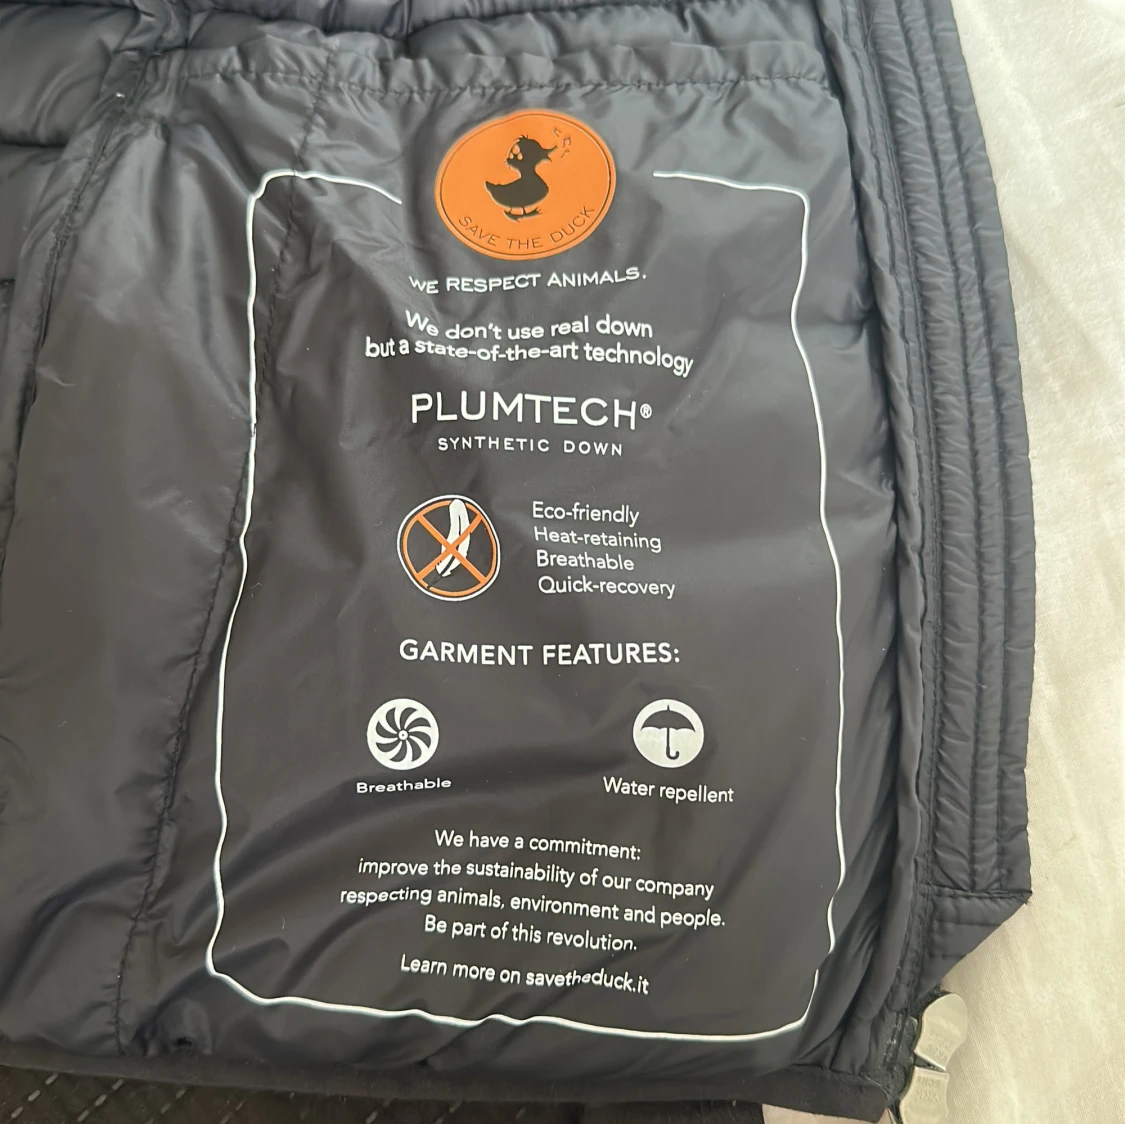 SAVE THE DUCK
WE RESPECT ANIMALS.
We don't use real down
but a state-of-the-art technology
PLUMTECH®
SYNTHETIC DOWN
Eco-friendly
Heat-retaining
Breathable
Quick-recovery
GARMENT FEATURES:
Breathable
Water repellent
We have a commitment:
improve the sustainability of our company
respecting animals, environment and people.
Be part of this revolution.
Learn more on savetheduck.it